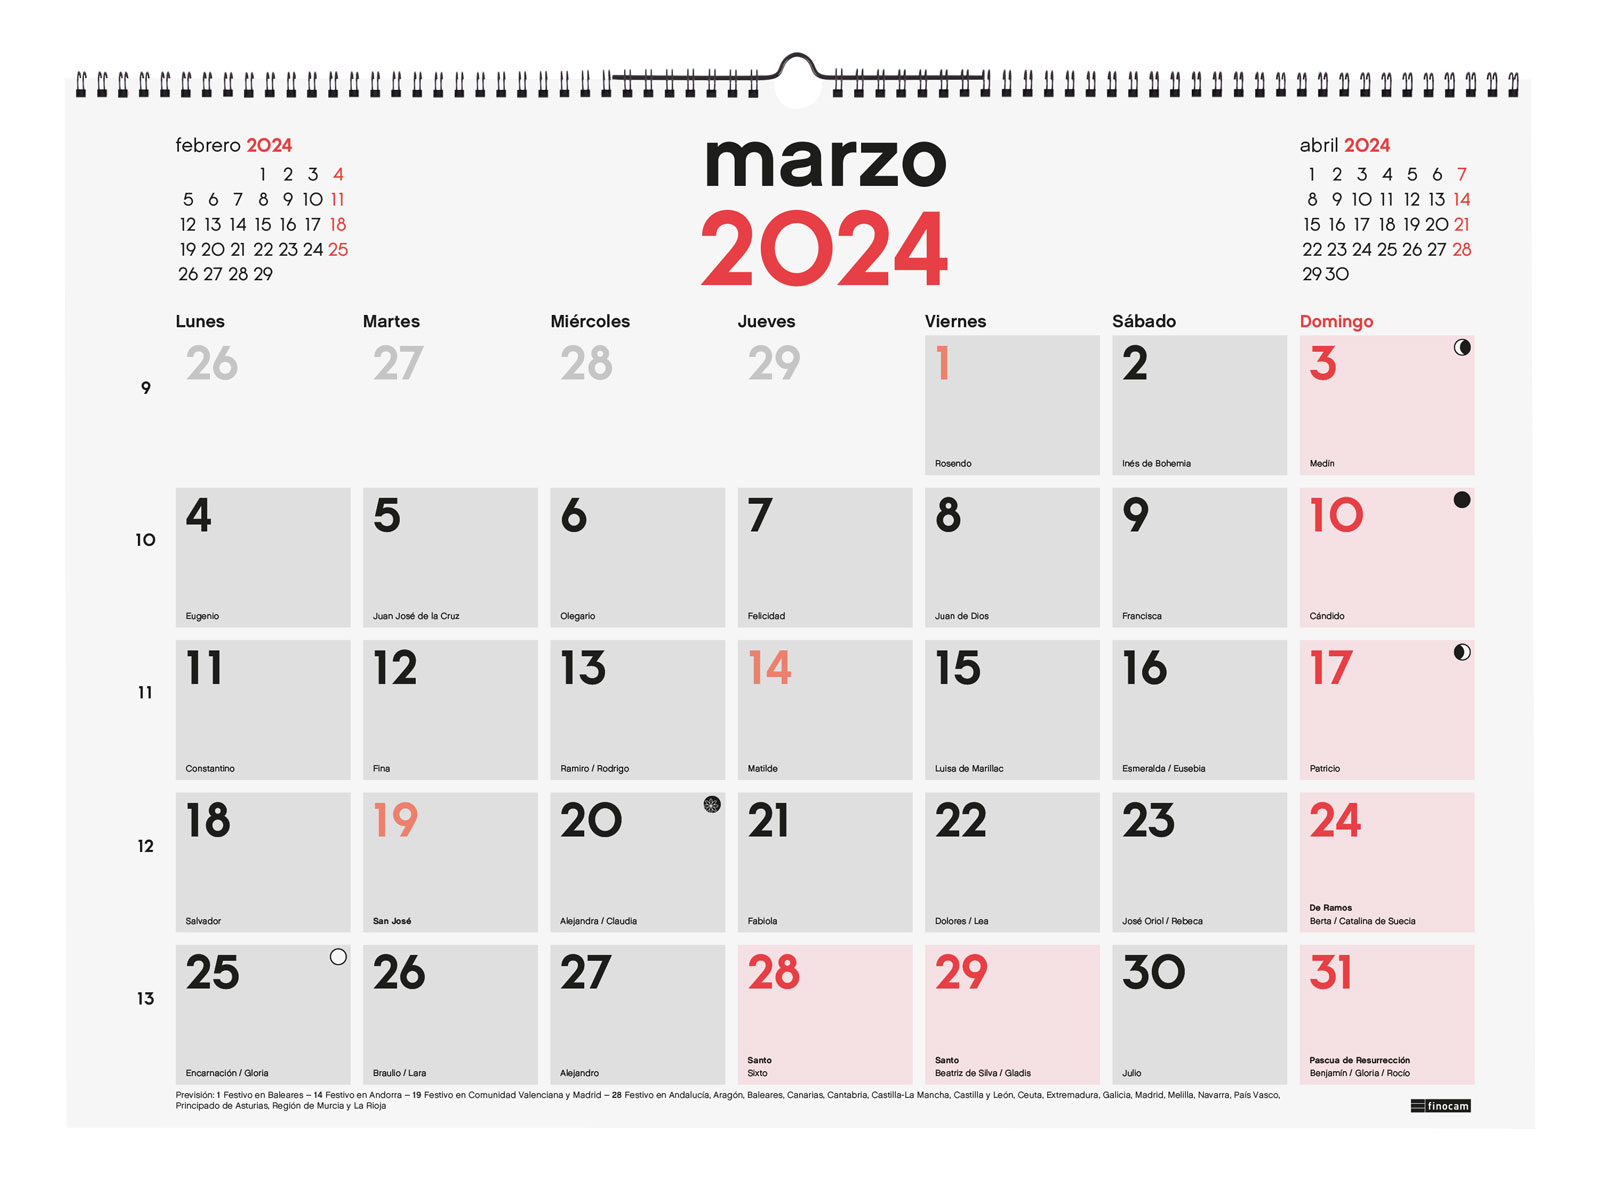 febrero 2024
1 2 3 4
5 6 7 8 9 10 11
12 13 14 15 16 17 18
19 20 21 22 23 24 25
26 27 28 29
marzo
2024
abril 2024
1 2 3 4 5 6 7
8 9 10 11 12 13 14
15 16 17 18 19 20 21
22 23 24 25 26 27 28
29 30
Lunes Martes Miércoles Jueves Viernes Sábado Domingo
26 27 28 29 1 2 3
9
Rosendo Inés de Bohemia Medín
4 5 6 7 8 9 10
10
Eugenio Juan José de la Cruz Olegario Felicidad Juan de Dios Francisca Cándido
11 12 13 14 15 16 17
11
Constantino Fina Ramiro / Rodrigo Matilde Luisa de Marillac Esmeralda / Eusebia Patricio
18 19 20 21 22 23 24
12
De Ramos
Salvador San José Alejandra / Claudia Fabiola Dolores / Lea José Oriol / Rebeca Berta / Catalina de Suecia
25 26 27 28 29 30 31
13
Santo Santo Pascua de Resurrección
Encarnación / Gloria Braulio / Lara Alejandro Sixto Beatriz de Silva / Gladis Julio Benjamín / Gloria / Rocío
Previsión: 1 Festivo en Baleares – 14 Festivo en Andorra – 19 Festivo en Comunidad Valenciana y Madrid – 28 Festivo en Andalucía, Aragón, Baleares, Canarias, Cantabria, Castilla-La Mancha, Castilla y León, Ceuta, Extremadura, Galicia, Madrid, Melilla, Navarra, País Vasco,
Principado de Asturias, Región de Murcia y La Rioja
finocam